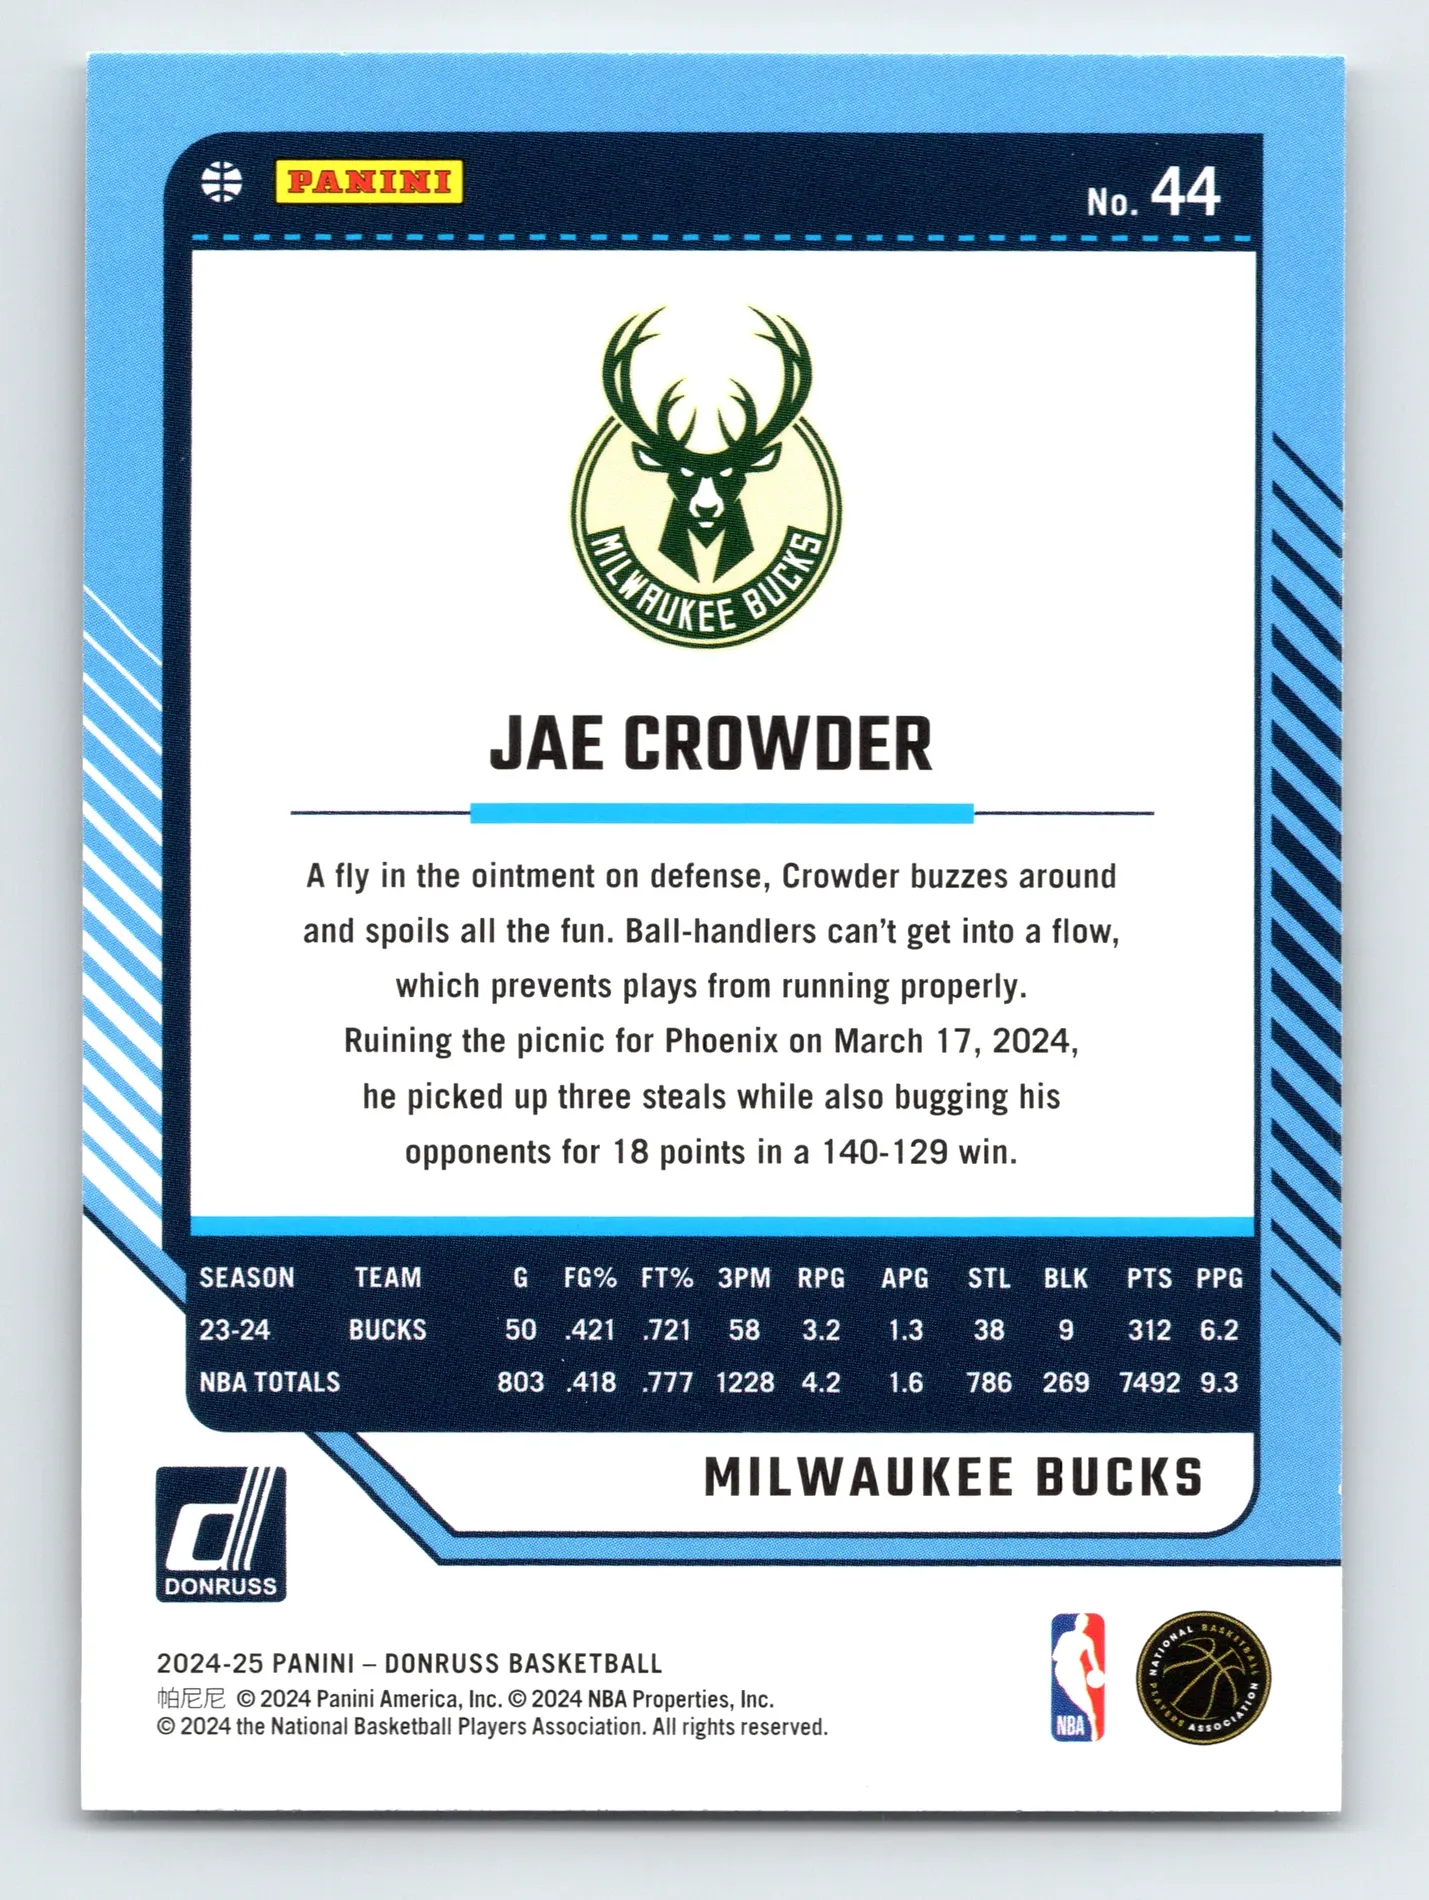 PANINI
No. 44
MILWAUKEE BUCKS
JAE CROWDER
A fly in the ointment on defense, Crowder buzzes around
and spoils all the fun. Ball-handlers can't get into a flow,
which prevents plays from running properly.
Ruining the picnic for Phoenix on March 17, 2024,
he picked up three steals while also bugging his
opponents for 18 points in a 140-129 win.
SEASON TEAM G FG% FT% 3PM RPG APG STL BLK PTS PPG
23-24 BUCKS 50 .421 .721 58 3.2 1.3 38 9 312 6.2
NBA TOTALS 803 .418 .777 1228 4.2 1.6 786 269 7492 9.3
MILWAUKEE BUCKS
d
DONRUSS
2024-25 PANINI – DONRUSS BASKETBALL
帕尼尼 © 2024 Panini America, Inc. © 2024 NBA Properties, Inc.
© 2024 the National Basketball Players Association. All rights reserved.
NBA
NATIONAL BASKETBALL PLAYERS ASSOCIATION